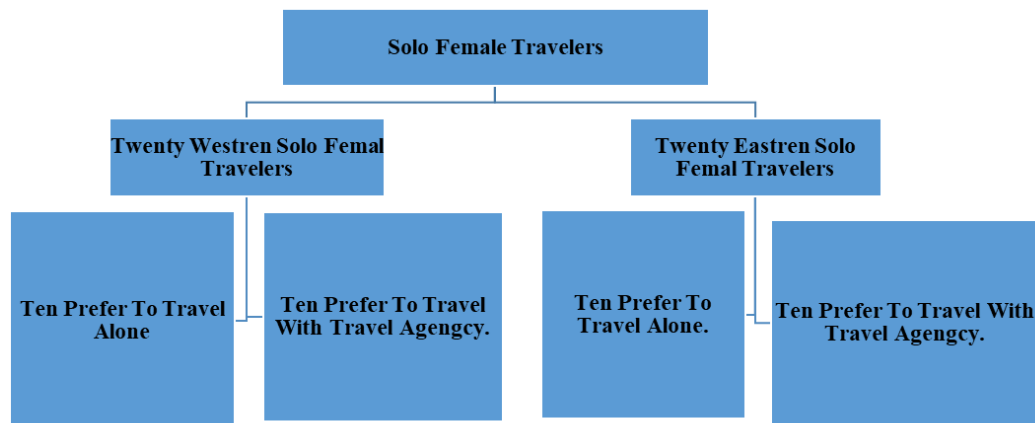 Solo Female Travelers
Twenty Westren Solo Femal
Travelers
Twenty Eastren Solo
Femal Travelers
Ten Prefer To Travel
Alone
Ten Prefer To Travel
With Travel Agengcy.
Ten Prefer To
Travel Alone.
Ten Prefer To Travel With
Travel Agengcy.